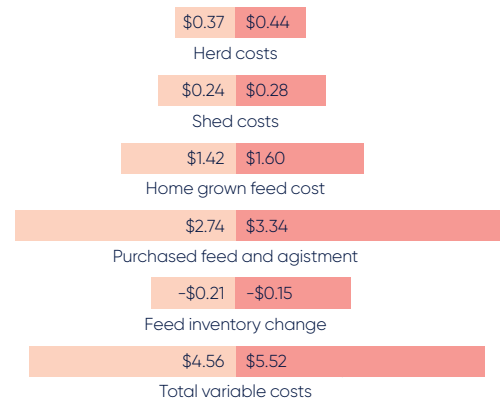 $0.37 $0.44
Herd costs
$0.24 $0.28
Shed costs
$1.42 $1.60
Home grown feed cost
$2.74 $3.34
Purchased feed and agistment
-$0.21 -$0.15
Feed inventory change
$4.56 $5.52
Total variable costs